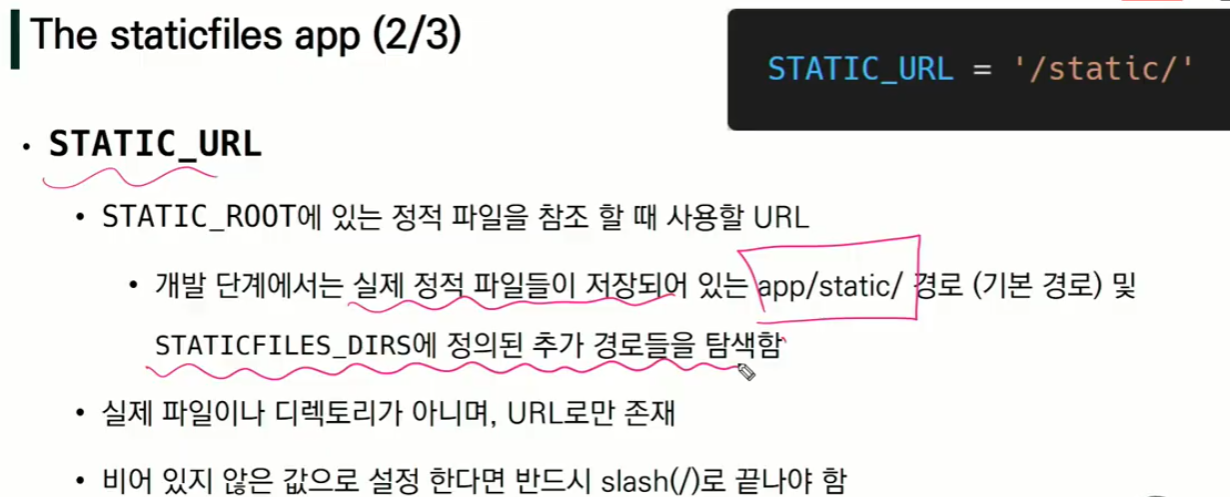 The staticfiles app (2/3)
STATIC_URL = '/static/'
• STATIC_URL
• STATIC_ROOT에 있는 정적 파일을 참조 할 때 사용할 URL
• 개발 단계에서는 실제 정적 파일들이 저장되어 있는 app/static/ 경로 (기본 경로) 및
STATICFILES_DIRS에 정의된 추가 경로들을 탐색함
• 실제 파일이나 디렉토리가 아니며, URL로만 존재
• 비어 있지 않은 값으로 설정 한다면 반드시 slash(/)로 끝나야 함